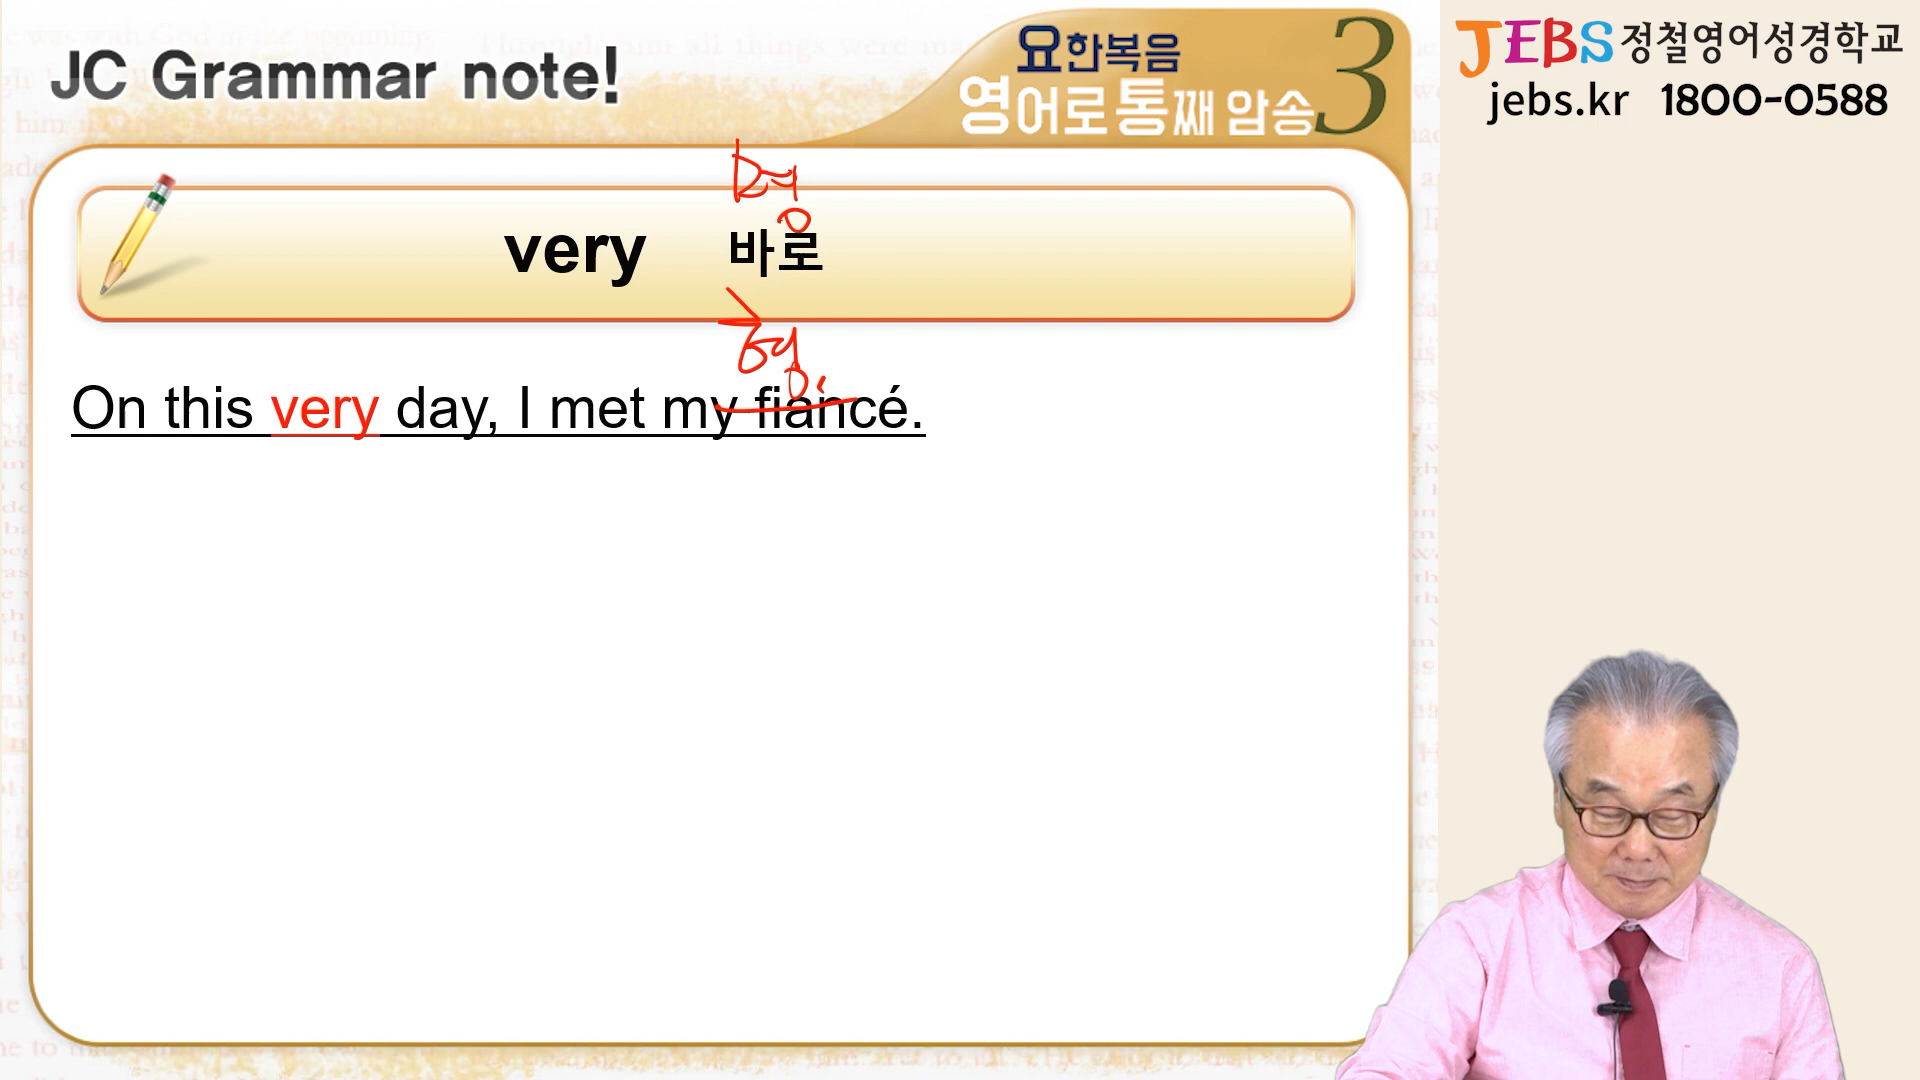 JC Grammar note!
요한복음
영어로 통째 암송 3
JEBS 정철영어성경학교
jebs.kr 1800-0588
very 바로
On this very day, I met my fiancé.